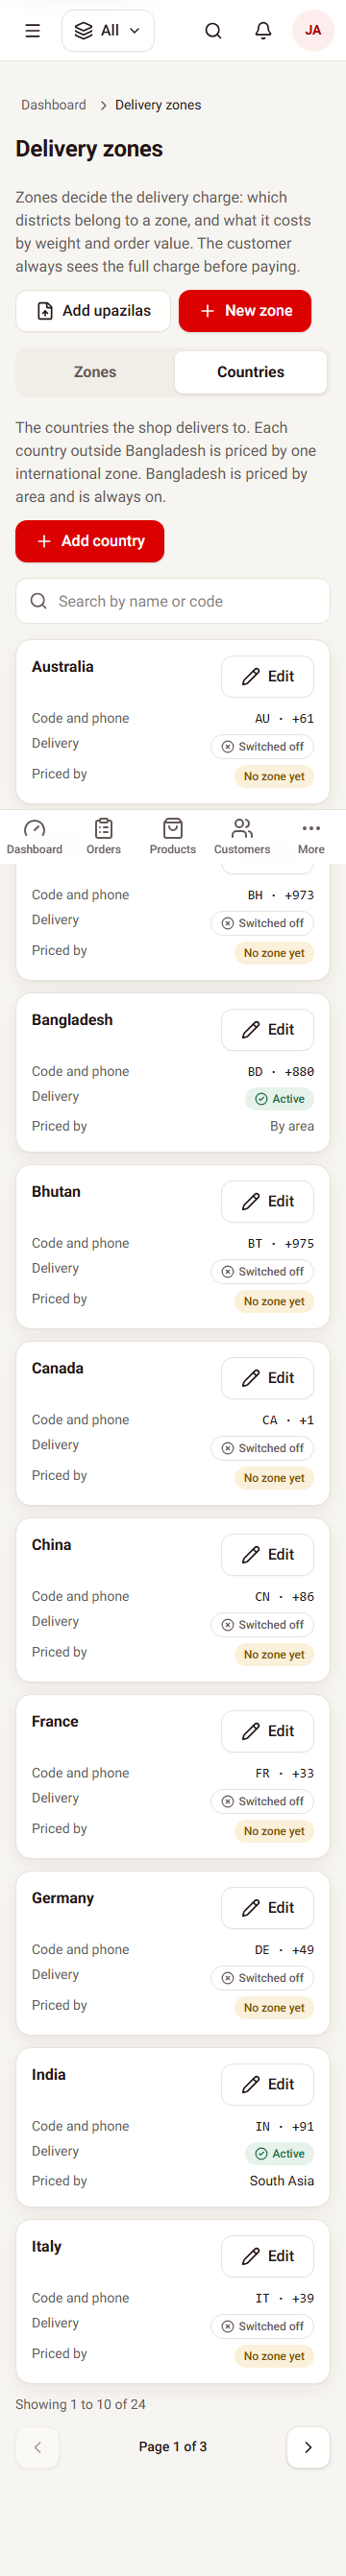 All
JA
Dashboard > Delivery zones
Delivery zones
Zones decide the delivery charge: which
districts belong to a zone, and what it costs
by weight and order value. The customer
always sees the full charge before paying.
Add upazilas
New zone
Zones
Countries
The countries the shop delivers to. Each
country outside Bangladesh is priced by one
international zone. Bangladesh is priced by
area and is always on.
Add country
Search by name or code
Australia
Edit
Code and phone AU · +61
Delivery Switched off
Priced by No zone yet
Dashboard
Orders
Products
Customers
More
Code and phone BH · +973
Delivery Switched off
Priced by No zone yet
Bangladesh
Edit
Code and phone BD · +880
Delivery Active
Priced by By area
Bhutan
Edit
Code and phone BT · +975
Delivery Switched off
Priced by No zone yet
Canada
Edit
Code and phone CA · +1
Delivery Switched off
Priced by No zone yet
China
Edit
Code and phone CN · +86
Delivery Switched off
Priced by No zone yet
France
Edit
Code and phone FR · +33
Delivery Switched off
Priced by No zone yet
Germany
Edit
Code and phone DE · +49
Delivery Switched off
Priced by No zone yet
India
Edit
Code and phone IN · +91
Delivery Active
Priced by South Asia
Italy
Edit
Code and phone IT · +39
Delivery Switched off
Priced by No zone yet
Showing 1 to 10 of 24
Page 1 of 3